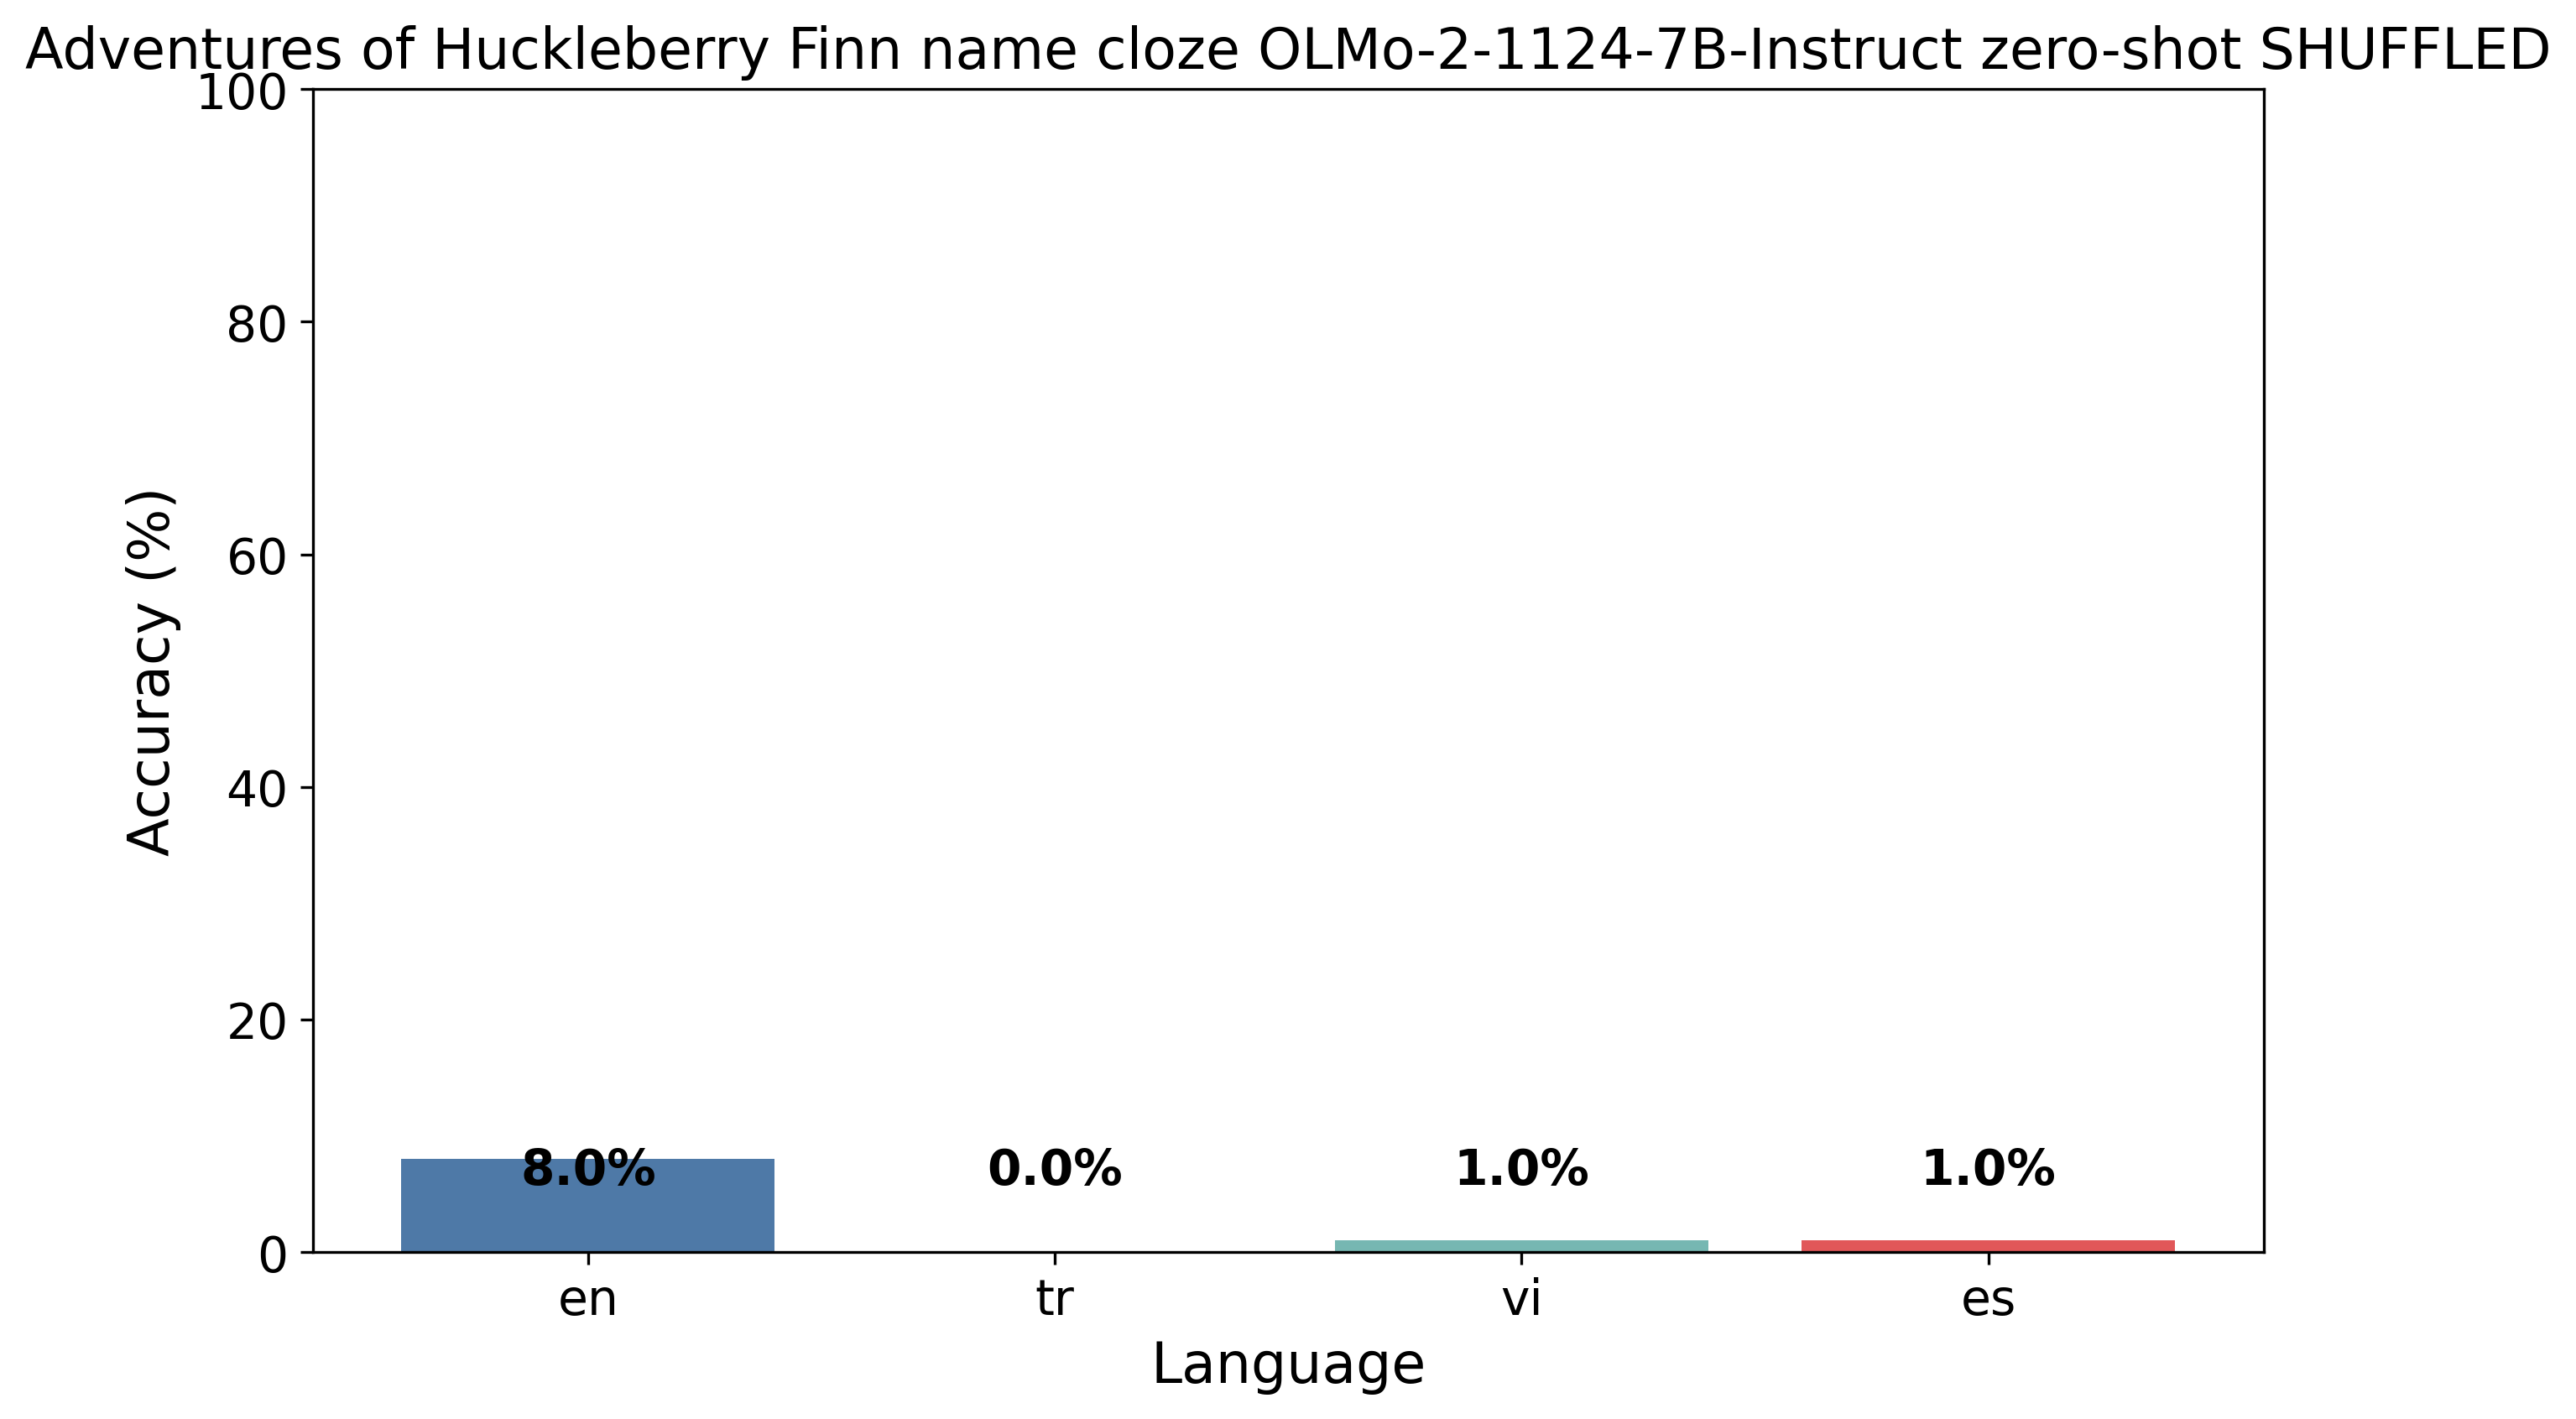 Adventures of Huckleberry Finn name cloze OLMo-2-1124-7B-Instruct zero-shot SHUFFLED
100
80
60
40
20
0
Accuracy (%)
8.0%
0.0%
1.0%
1.0%
en
tr
vi
es
Language